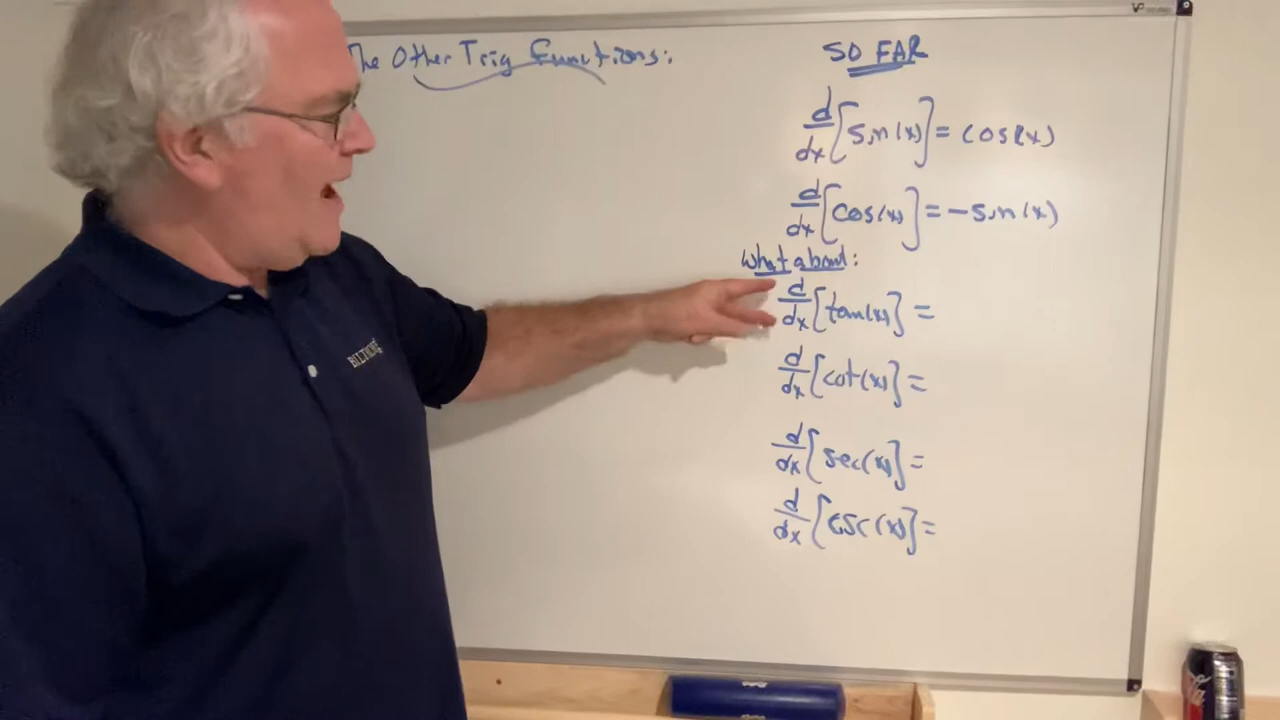 The Other Trig Functions:
SO FAR
d/dx [sin(x)] = cos(x)
d/dx [cos(x)] = -sin(x)
What about:
d/dx [tan(x)] =
d/dx [cot(x)] =
d/dx [sec(x)] =
d/dx [csc(x)] =